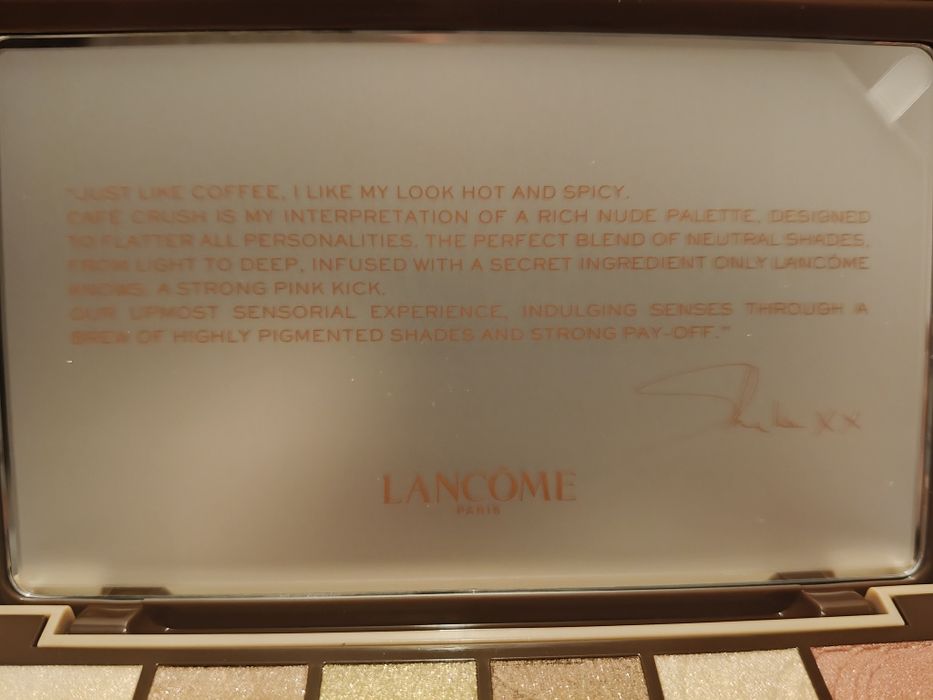 "JUST LIKE COFFEE, I LIKE MY LOOK HOT AND SPICY.
CAFÉ CRUSH IS MY INTERPRETATION OF A RICH NUDE PALETTE, DESIGNED
TO FLATTER ALL PERSONALITIES. THE PERFECT BLEND OF NEUTRAL SHADES,
FROM LIGHT TO DEEP, INFUSED WITH A SECRET INGREDIENT ONLY LANCÔME
KNOWS: A STRONG PINK KICK.
OUR UPMOST SENSORIAL EXPERIENCE, INDULGING SENSES THROUGH A
BREW OF HIGHLY PIGMENTED SHADES AND STRONG PAY-OFF."
xx
LANCÔME
PARIS